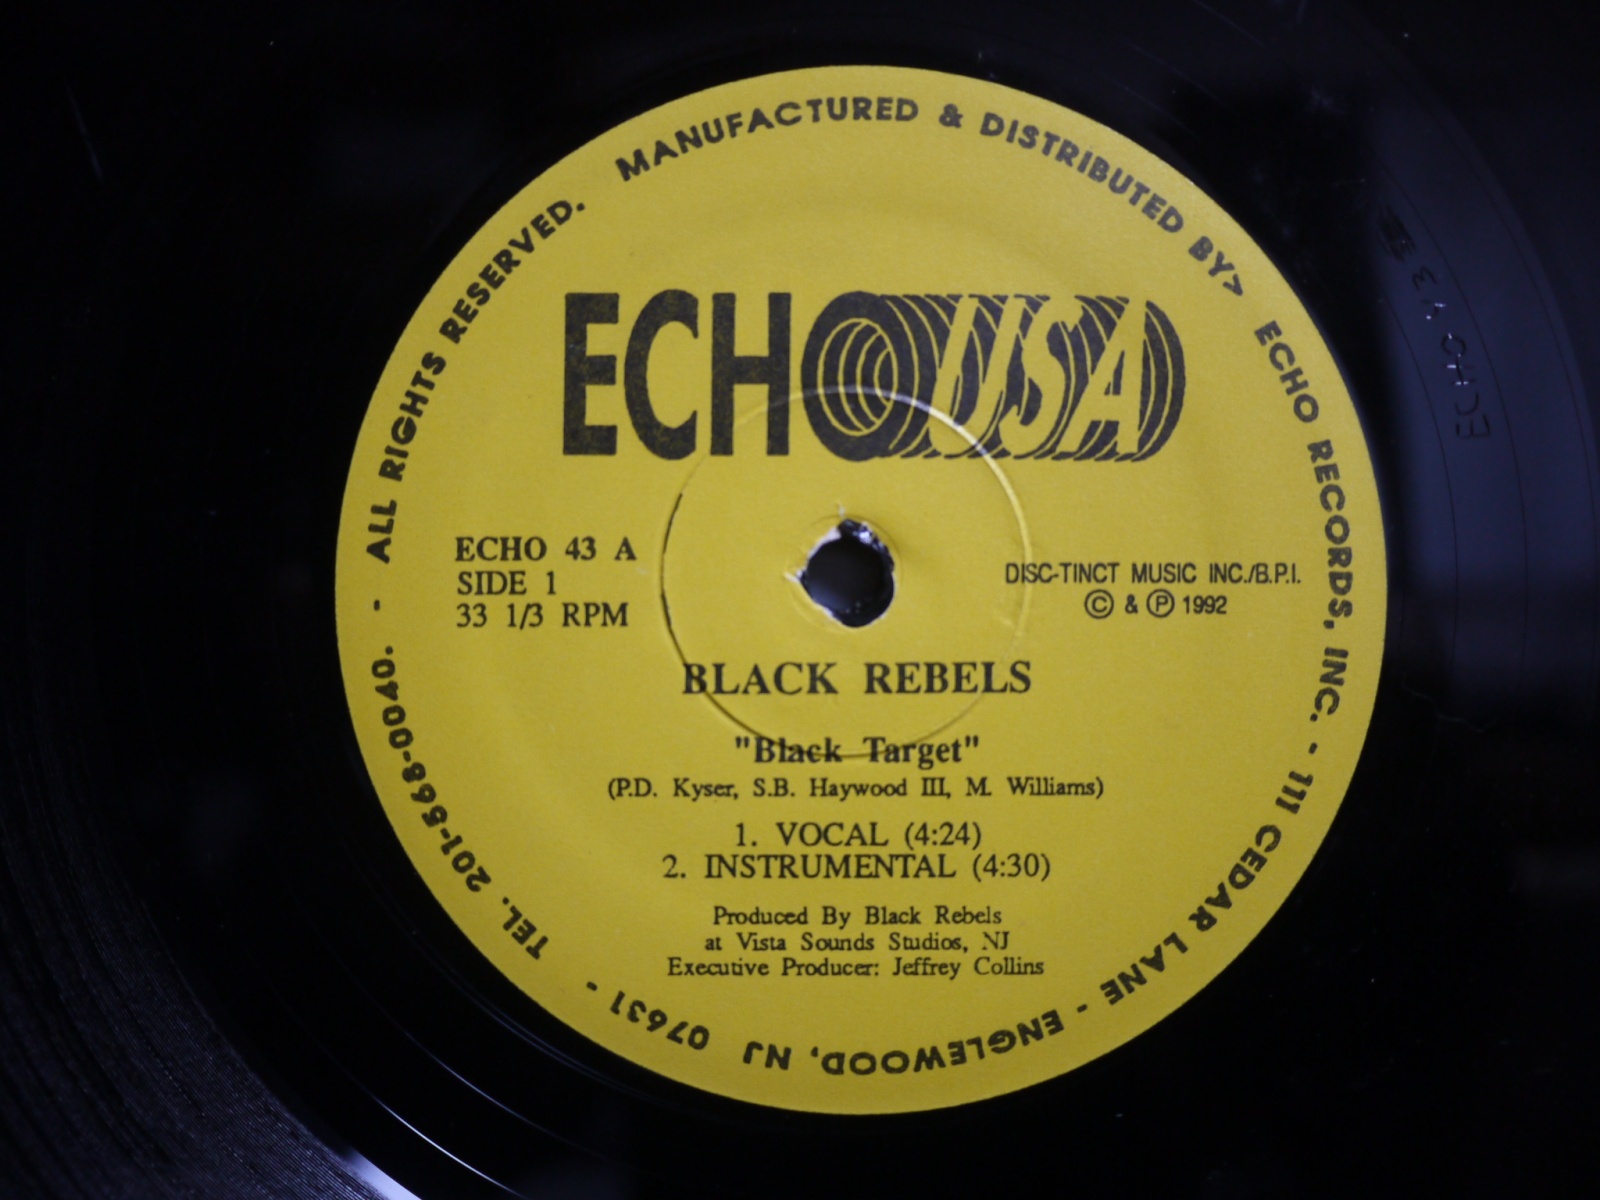 MANUFACTURED & DISTRIBUTED BY> ECHO RECORDS, INC. - 111 CEDAR LANE - ENGLEWOOD, NJ 07631 - TEL. 201-568-0040. - ALL RIGHTS RESERVED.
ECHO USA
ECHO 43 A
SIDE 1
33 1/3 RPM
DISC-TINCT MUSIC INC./B.P.I.
© & ℗ 1992
BLACK REBELS
"Black Target"
(P.D. Kyser, S.B. Haywood III, M. Williams)
1. VOCAL (4:24)
2. INSTRUMENTAL (4:30)
Produced By Black Rebels
at Vista Sounds Studios, NJ
Executive Producer: Jeffrey Collins
ECHO